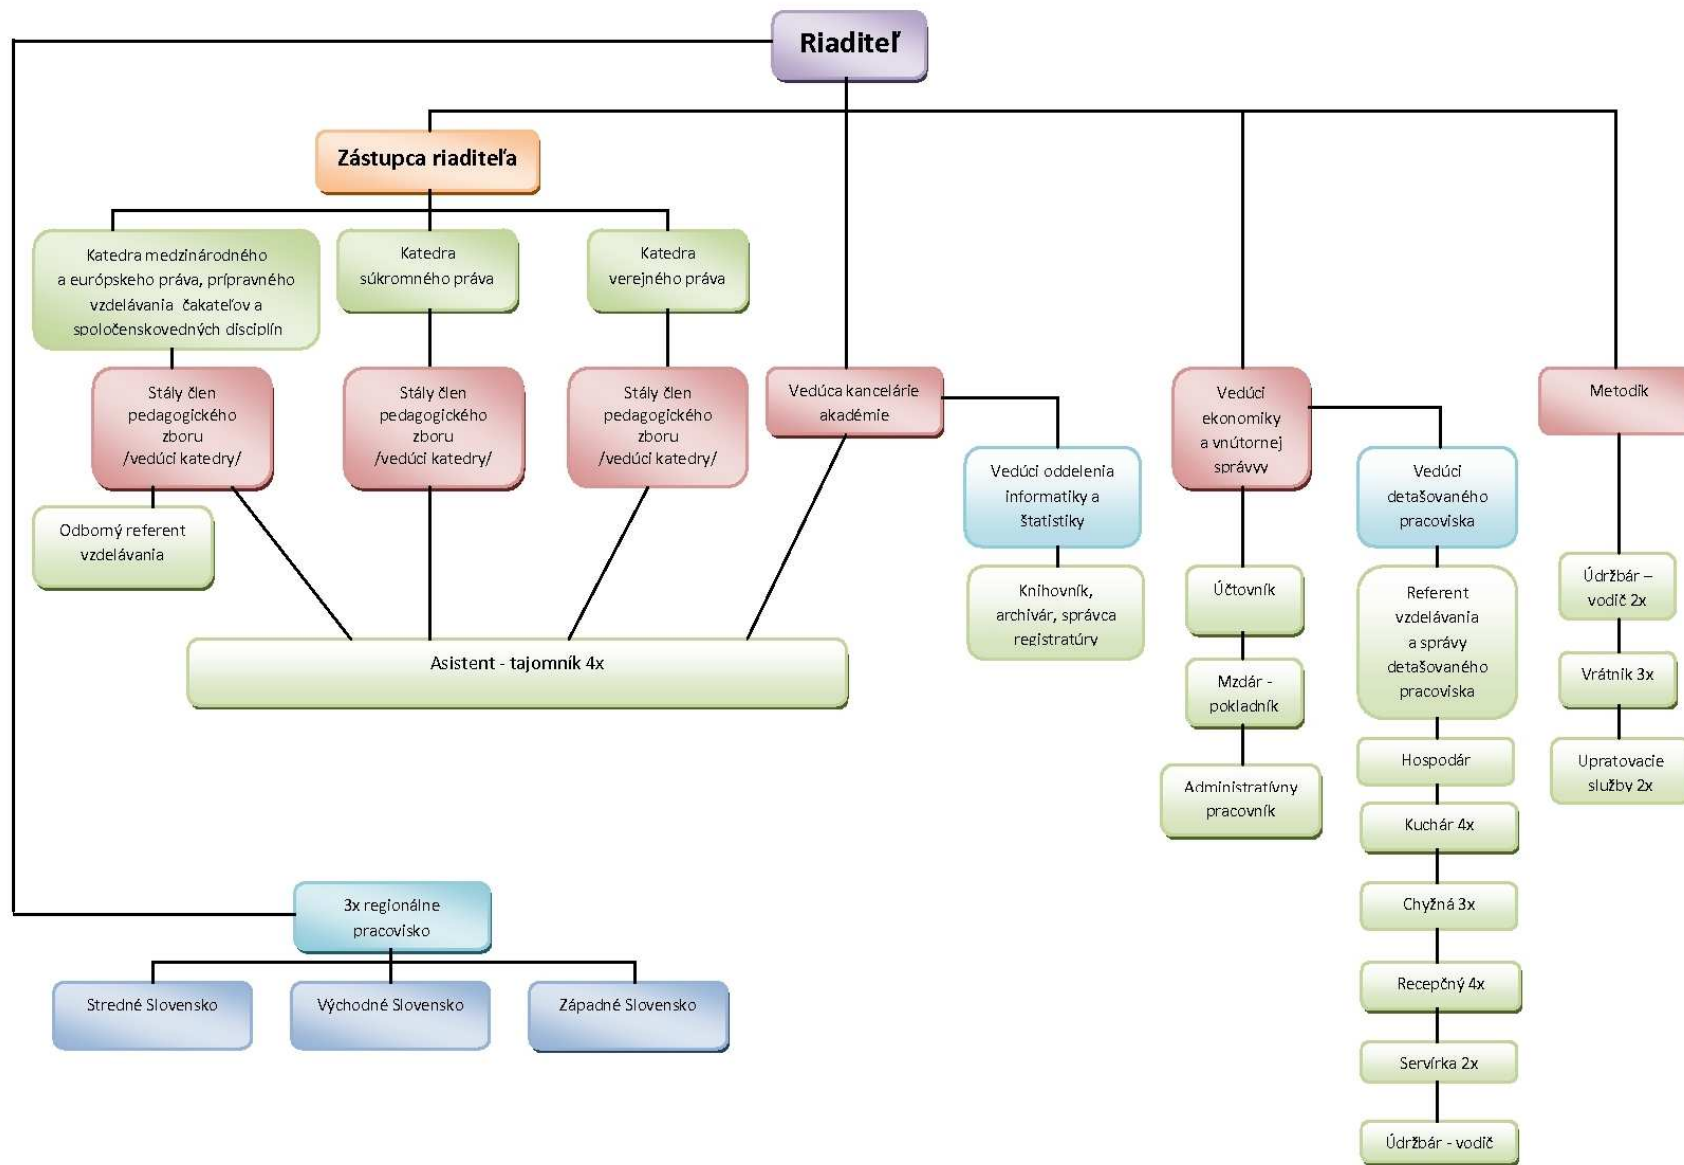 Riaditeľ
Zástupca riaditeľa
Katedra medzinárodného
a európskeho práva, prípravného
vzdelávania čakateľov a
spoločenskovedných disciplín
Katedra
súkromného práva
Katedra
verejného práva
Stály člen
pedagogického
zboru
/vedúci katedry/
Stály člen
pedagogického
zboru
/vedúci katedry/
Stály člen
pedagogického
zboru
/vedúci katedry/
Vedúca kancelárie
akadémie
Vedúci
ekonomiky
a vnútornej
správvy
Metodik
Vedúci oddelenia
informatiky a
štatistiky
Vedúci
detašovaného
pracoviska
Odborný referent
vzdelávania
Knihovník,
archivár, správca
registratúry
Účtovník
Referent
vzdelávania
a správy
detašovaného
pracoviska
Údržbár –
vodič 2x
Asistent - tajomník 4x
Mzdár -
pokladník
Vrátnik 3x
Hospodár
Upratovacie
služby 2x
Administratívny
pracovník
Kuchár 4x
Chyžná 3x
Recepčný 4x
Servírka 2x
Údržbár - vodič
3x regionálne
pracovisko
Stredné Slovensko
Východné Slovensko
Západné Slovensko